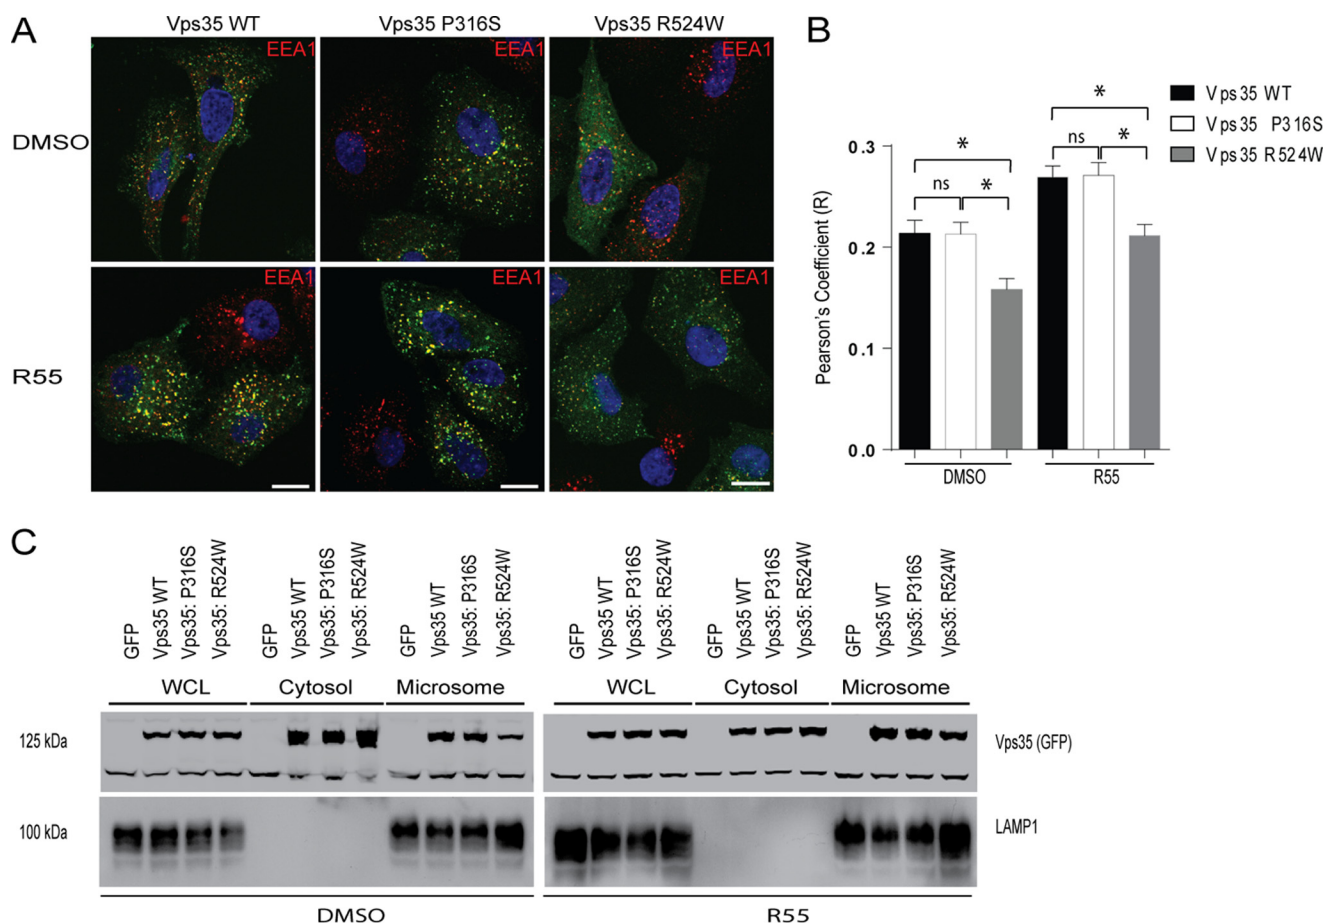 A
Vps35 WT
Vps35 P316S
Vps35 R524W
DMSO
EEA1
EEA1
EEA1
R55
EEA1
EEA1
EEA1
B
Vps35 WT
Vps35 P316S
Vps35 R524W
Pearson's Coefficient (R)
0.3
0.2
0.1
0.0
*
ns
*
*
ns
*
DMSO
R55
C
GFP
Vps35 WT
Vps35: P316S
Vps35: R524W
GFP
Vps35 WT
Vps35: P316S
Vps35: R524W
GFP
Vps35 WT
Vps35: P316S
Vps35: R524W
GFP
Vps35 WT
Vps35: P316S
Vps35: R524W
GFP
Vps35 WT
Vps35: P316S
Vps35: R524W
GFP
Vps35 WT
Vps35: P316S
Vps35: R524W
WCL
Cytosol
Microsome
WCL
Cytosol
Microsome
125 kDa
Vps35 (GFP)
100 kDa
LAMP1
DMSO
R55